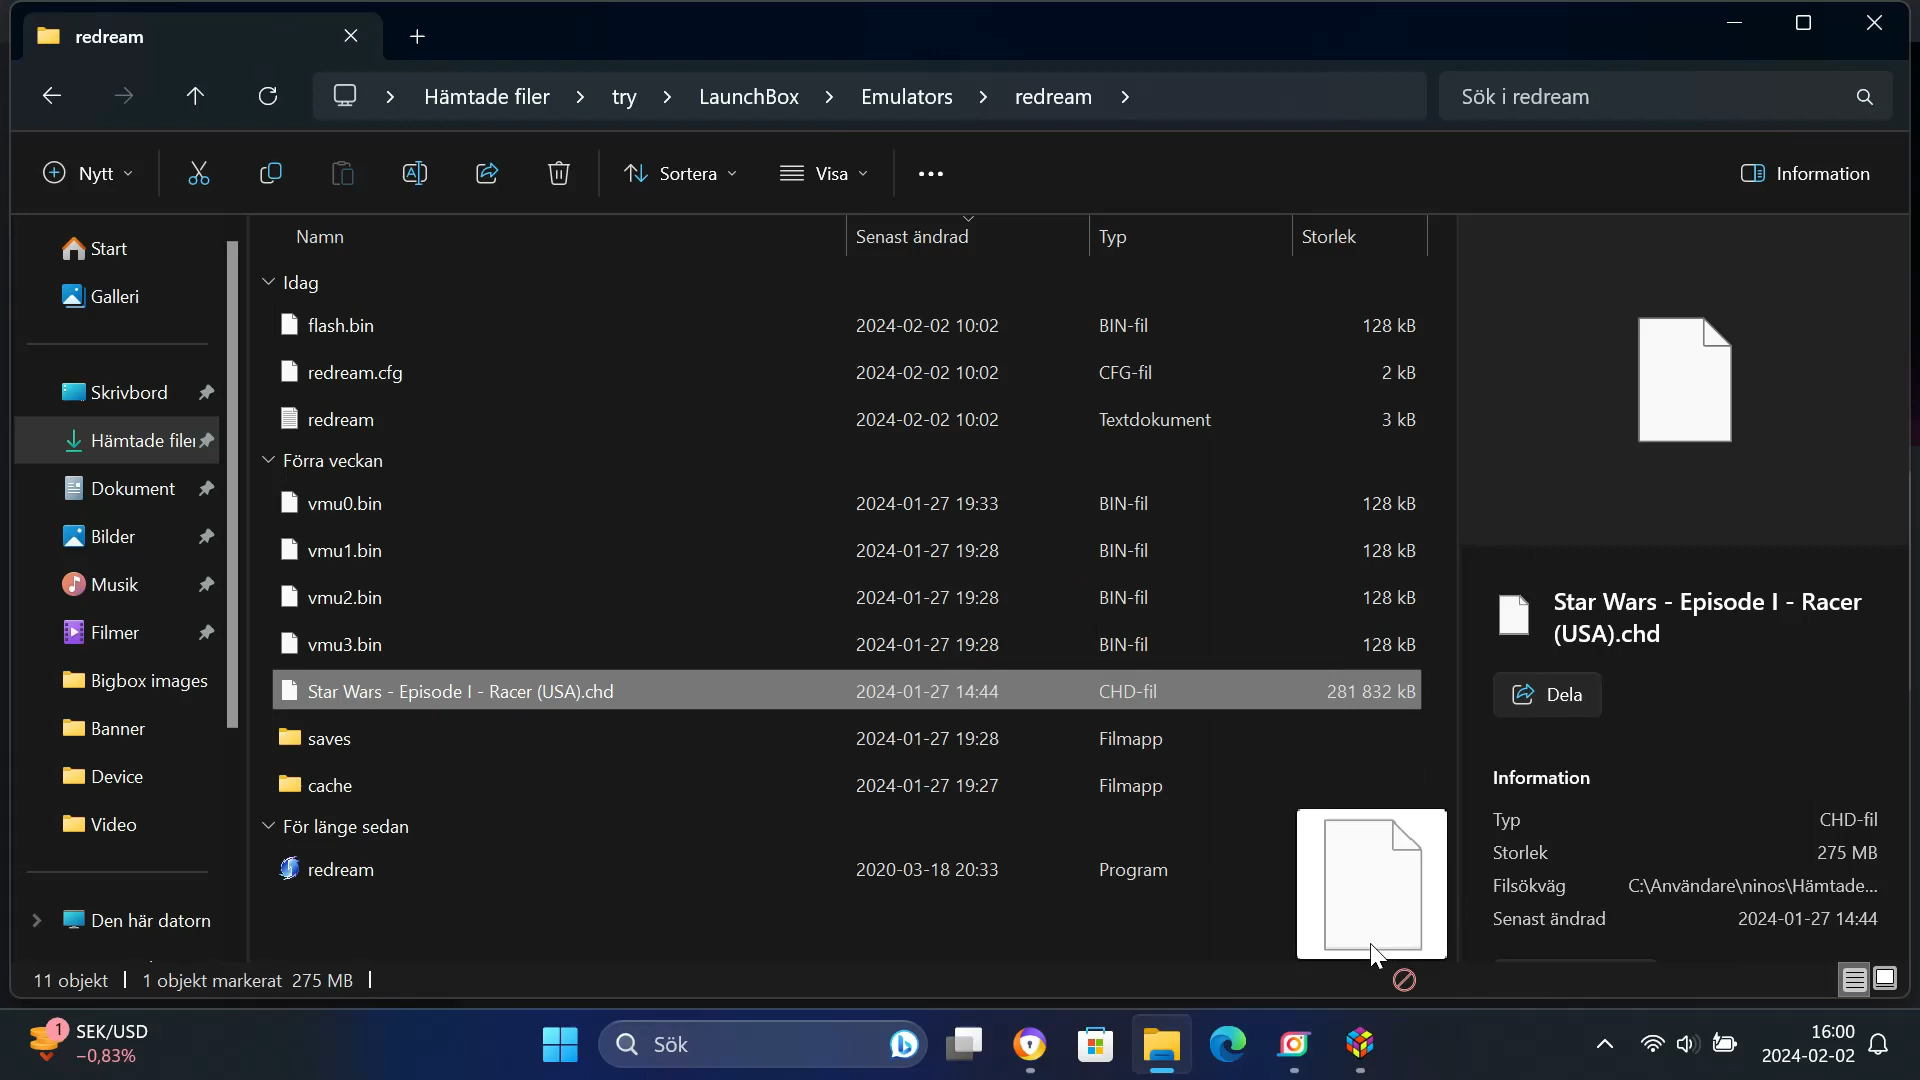 redream
Hämtade filer
try
LaunchBox
Emulators
redream
Sök i redream
Nytt
Sortera
Visa
Information
Start
Galleri
Skrivbord
Hämtade filer
Dokument
Bilder
Musik
Filmer
Bigbox images
Banner
Device
Video
Den här datorn
Namn Senast ändrad Typ Storlek
Idag
flash.bin 2024-02-02 10:02 BIN-fil 128 kB
redream.cfg 2024-02-02 10:02 CFG-fil 2 kB
redream 2024-02-02 10:02 Textdokument 3 kB
Förra veckan
vmu0.bin 2024-01-27 19:33 BIN-fil 128 kB
vmu1.bin 2024-01-27 19:28 BIN-fil 128 kB
vmu2.bin 2024-01-27 19:28 BIN-fil 128 kB
vmu3.bin 2024-01-27 19:28 BIN-fil 128 kB
Star Wars - Episode I - Racer (USA).chd 2024-01-27 14:44 CHD-fil 281 832 kB
saves 2024-01-27 19:28 Filmapp
cache 2024-01-27 19:27 Filmapp
För länge sedan
redream 2020-03-18 20:33 Program
Star Wars - Episode I - Racer
(USA).chd
Dela
Information
Typ CHD-fil
Storlek 275 MB
Filsökväg C:\Användare\ninos\Hämtade...
Senast ändrad 2024-01-27 14:44
11 objekt 1 objekt markerat 275 MB
1
SEK/USD
−0,83%
Sök
16:00
2024-02-02